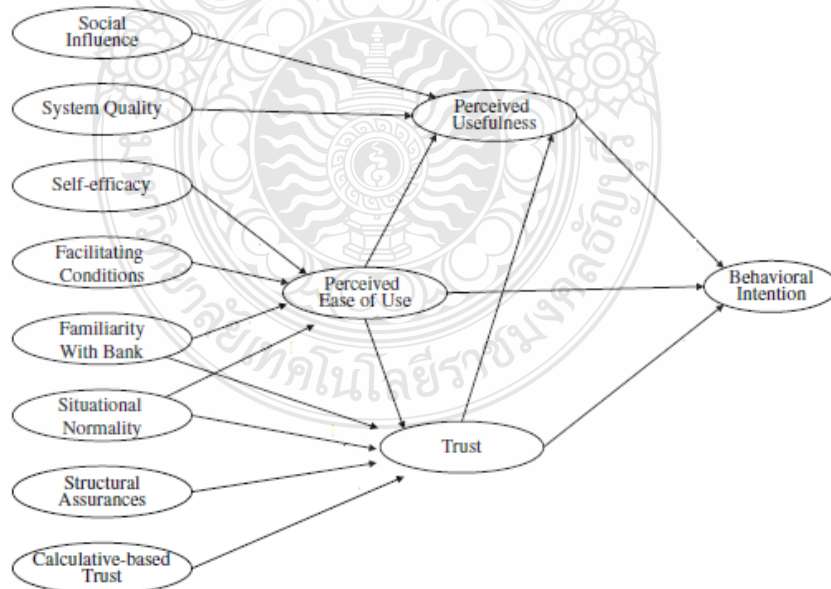 Social
Influence
System Quality
Self-efficacy
Facilitating
Conditions
Familiarity
With Bank
Situational
Normality
Structural
Assurances
Calculative-based
Trust
Perceived
Usefulness
Perceived
Ease of Use
Trust
Behavioral
Intention